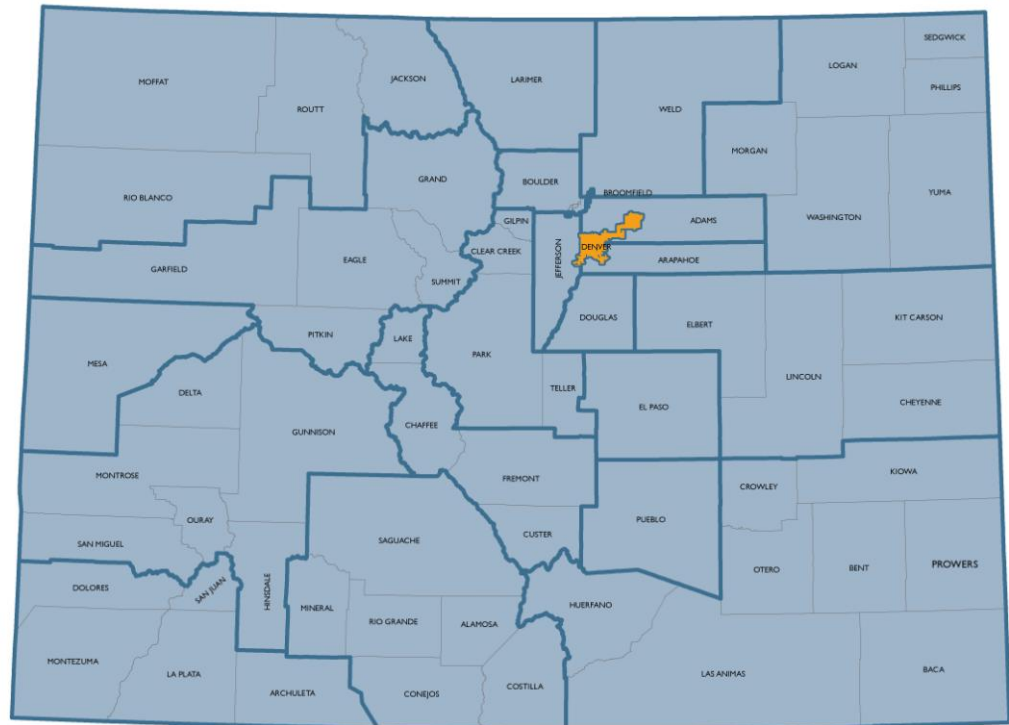 SEDGWICK
LOGAN
JACKSON
LARIMER
MOFFAT
WELD
PHILLIPS
ROUTT
MORGAN
GRAND
BOULDER
BROOMFIELD
YUMA
RIO BLANCO
WASHINGTON
GILPIN
ADAMS
DENVER
CLEAR CREEK
JEFFERSON
EAGLE
ARAPAHOE
GARFIELD
SUMMIT
DOUGLAS
ELBERT
KIT CARSON
PITKIN
LAKE
PARK
MESA
LINCOLN
TELLER
DELTA
CHEYENNE
EL PASO
CHAFFEE
GUNNISON
KIOWA
MONTROSE
FREMONT
CROWLEY
OURAY
PUEBLO
CUSTER
SAGUACHE
SAN MIGUEL
PROWERS
OTERO
BENT
DOLORES
SAN JUAN
HINSDALE
HUERFANO
MINERAL
RIO GRANDE
ALAMOSA
MONTEZUMA
BACA
LA PLATA
LAS ANIMAS
COSTILLA
ARCHULETA
CONEJOS